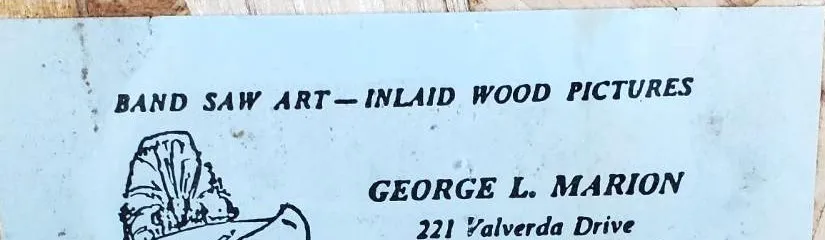 BAND SAW ART — INLAID WOOD PICTURES
GEORGE L. MARION
221 Valverda Drive